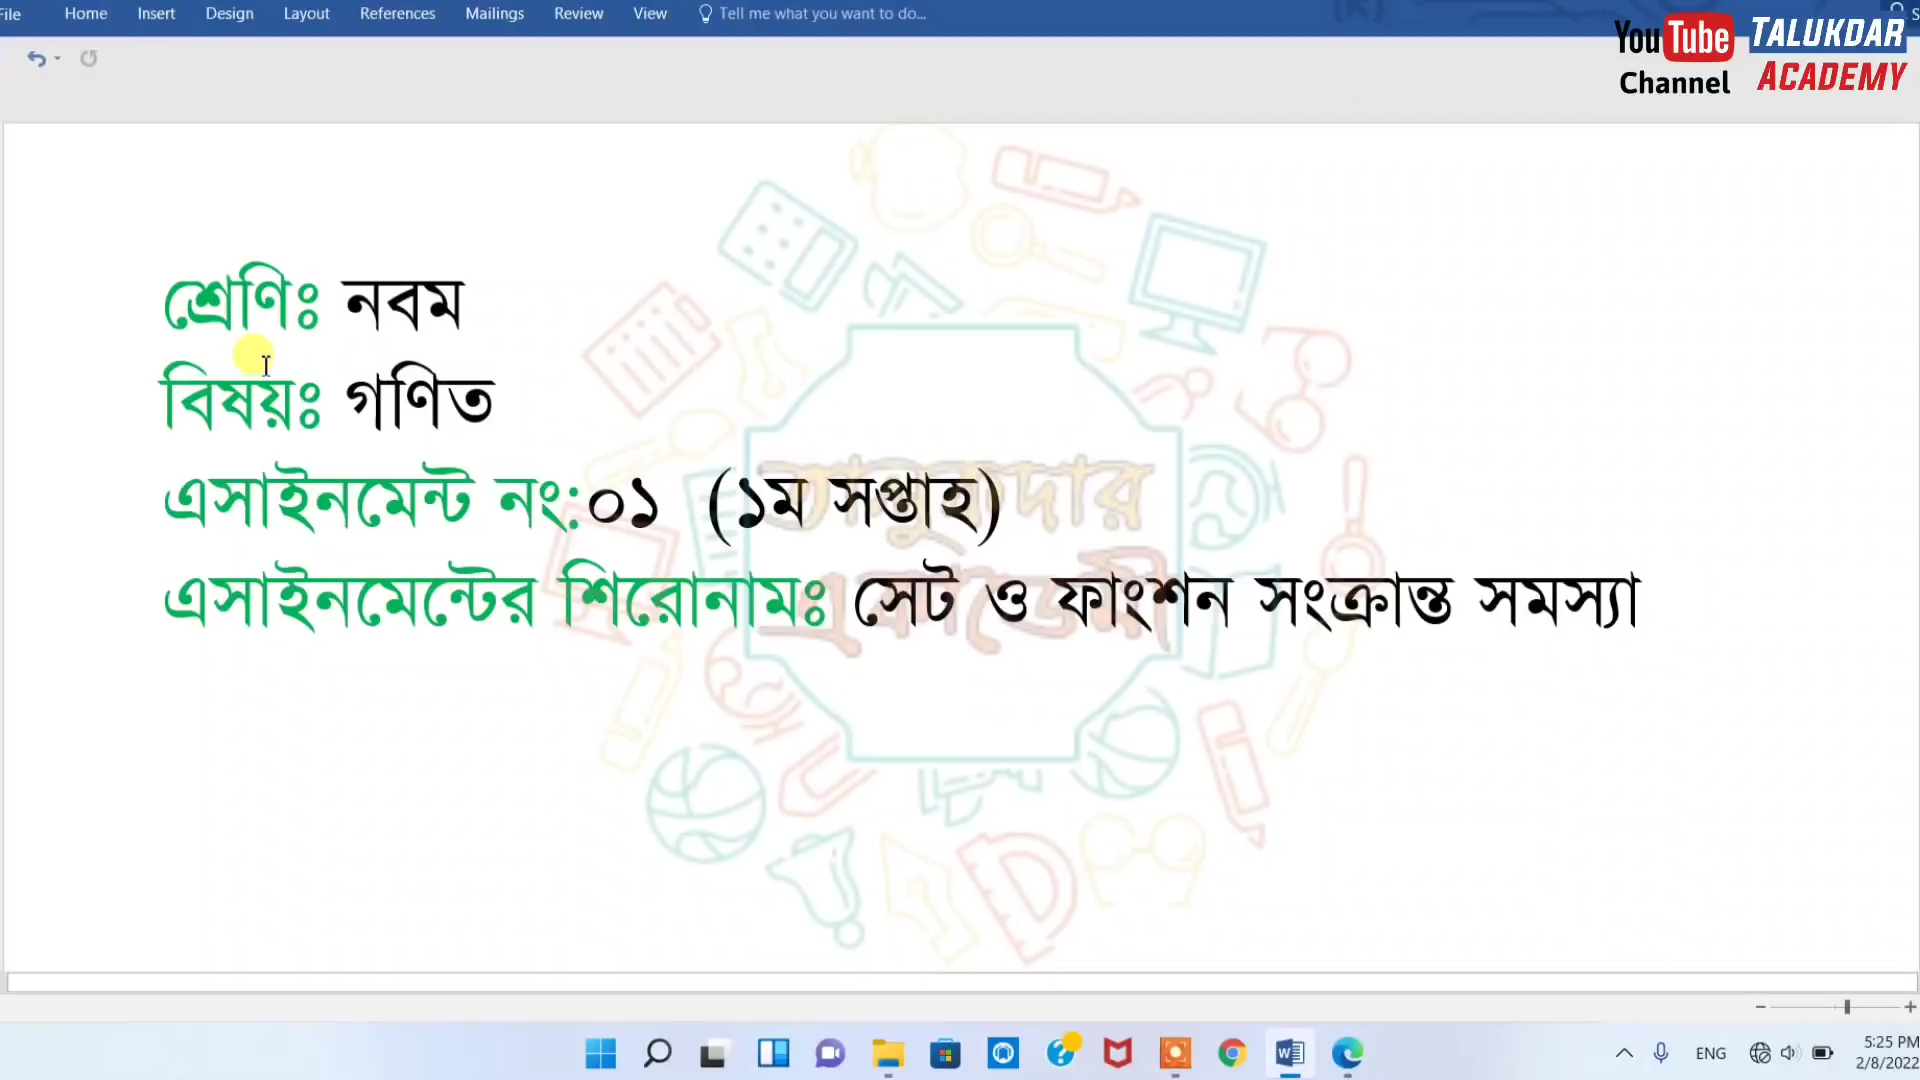 File Home Insert Design Layout References Mailings Review View Tell me what you want to do...
YouTube TALUKDAR
Channel ACADEMY
শ্রেণিঃ নবম
বিষয়ঃ গণিত
এসাইনমেন্ট নং:০১ (১ম সপ্তাহ)
এসাইনমেন্টের শিরোনামঃ সেট ও ফাংশন সংক্রান্ত সমস্যা
তালুকদার
একাডেমী
ENG
5:25 PM
2/8/2022